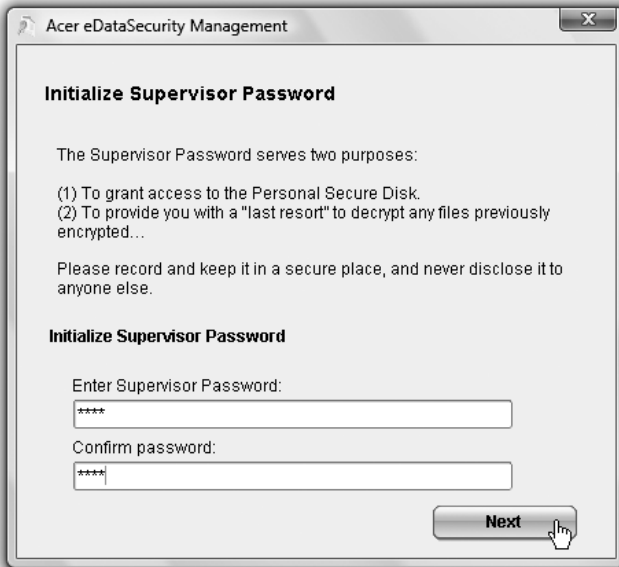 Acer eDataSecurity Management
Initialize Supervisor Password
The Supervisor Password serves two purposes:
(1) To grant access to the Personal Secure Disk.
(2) To provide you with a "last resort" to decrypt any files previously
encrypted...
Please record and keep it in a secure place, and never disclose it to
anyone else.
Initialize Supervisor Password
Enter Supervisor Password:
****
Confirm password:
****
Next